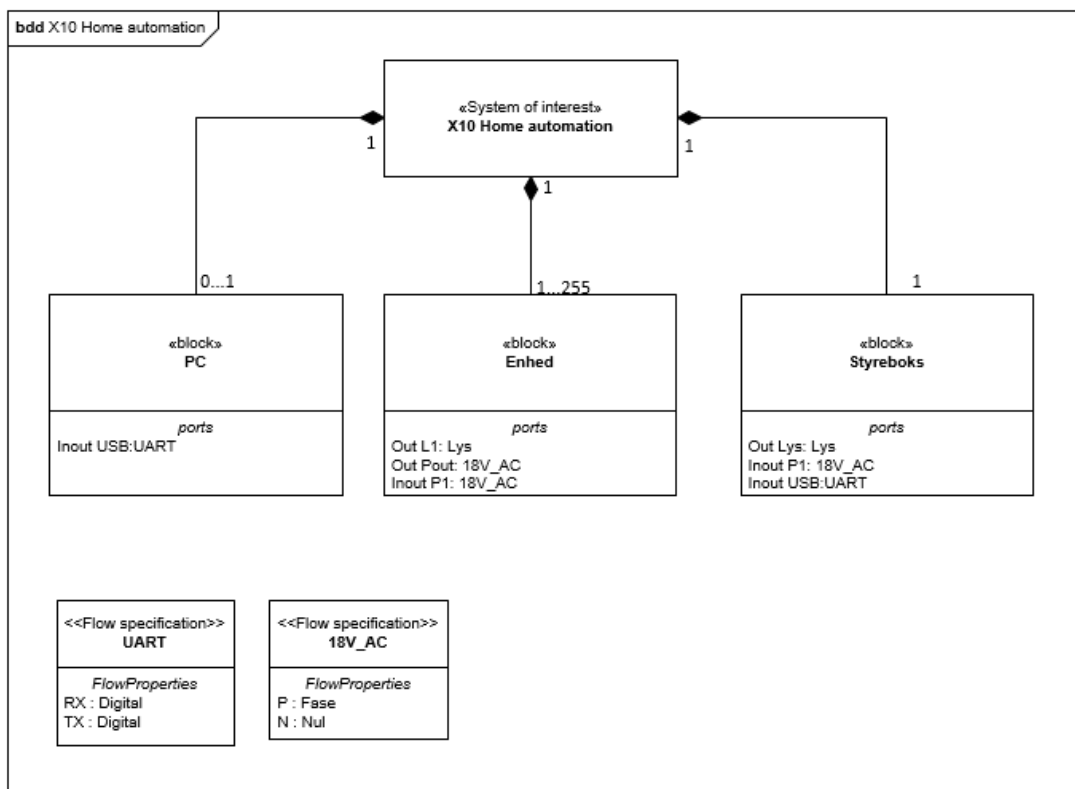 bdd X10 Home automation
«System of interest»
X10 Home automation
1
1
1
0...1
1...255
1
«block»
PC
ports
Inout USB:UART
«block»
Enhed
ports
Out L1: Lys
Out Pout: 18V_AC
Inout P1: 18V_AC
«block»
Styreboks
ports
Out Lys: Lys
Inout P1: 18V_AC
Inout USB:UART
<<Flow specification>>
UART
FlowProperties
RX : Digital
TX : Digital
<<Flow specification>>
18V_AC
FlowProperties
P : Fase
N : Nul